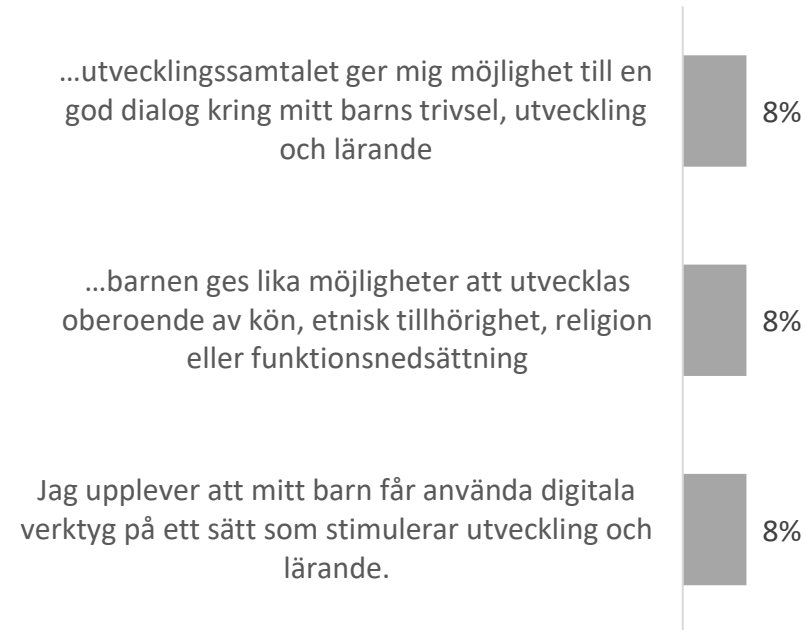 …utvecklingssamtalet ger mig möjlighet till en
god dialog kring mitt barns trivsel, utveckling
och lärande
8%
…barnen ges lika möjligheter att utvecklas
oberoende av kön, etnisk tillhörighet, religion
eller funktionsnedsättning
8%
Jag upplever att mitt barn får använda digitala
verktyg på ett sätt som stimulerar utveckling och
lärande.
8%